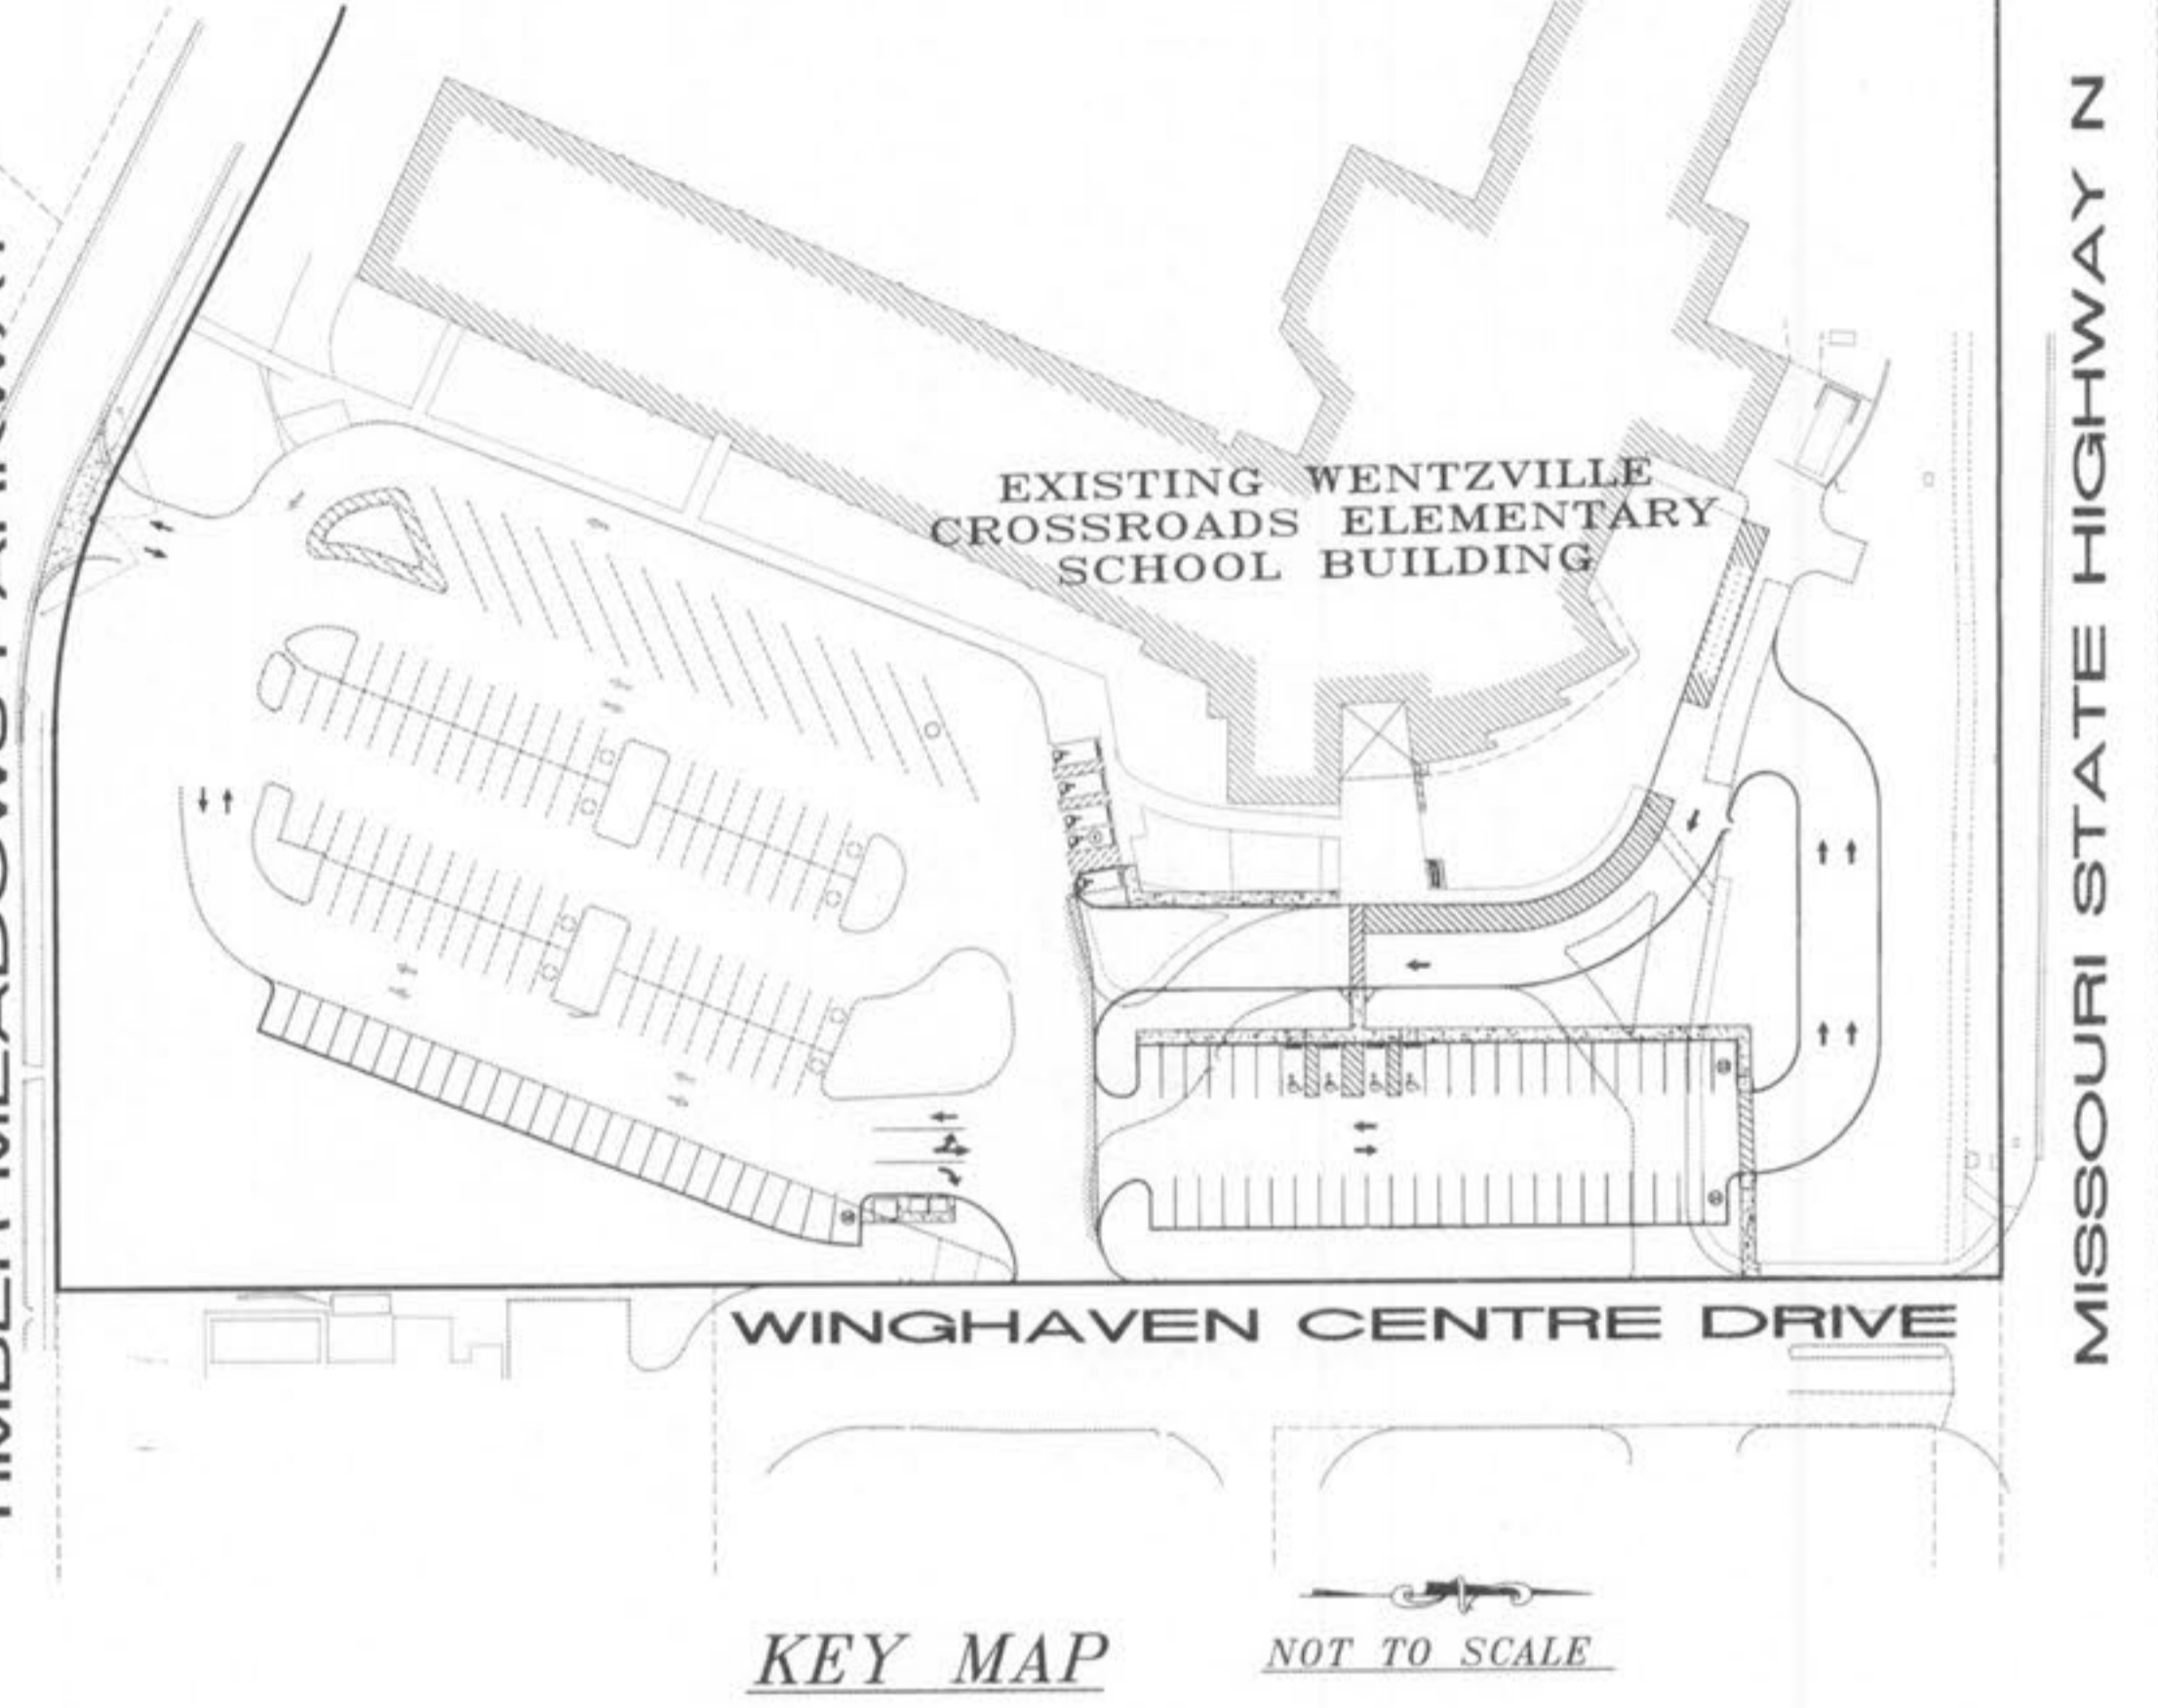 EXISTING WENTZVILLE
CROSSROADS ELEMENTARY
SCHOOL BUILDING
MISSOURI STATE HIGHWAY N
WINGHAVEN CENTRE DRIVE
KEY MAP
NOT TO SCALE